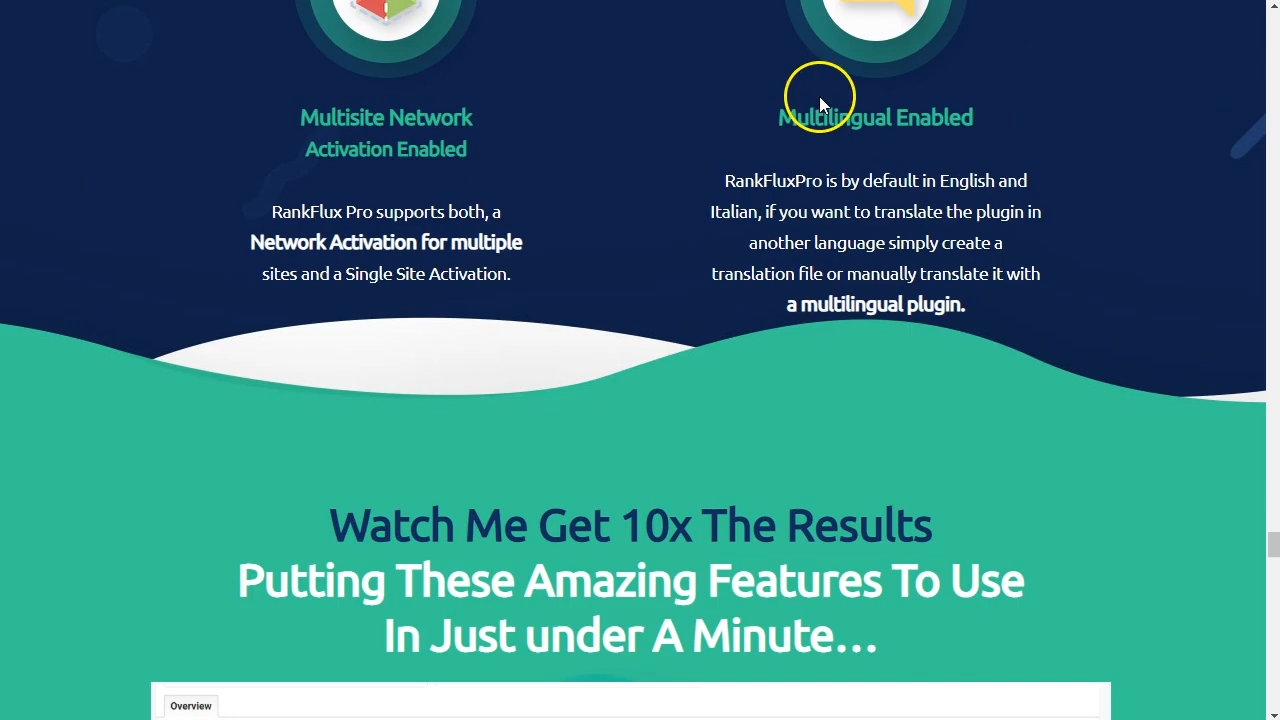 Multisite Network
Activation Enabled
RankFlux Pro supports both, a
Network Activation for multiple
sites and a Single Site Activation.
Multilingual Enabled
RankFluxPro is by default in English and
Italian, if you want to translate the plugin in
another language simply create a
translation file or manually translate it with
a multilingual plugin.
Watch Me Get 10x The Results
Putting These Amazing Features To Use
In Just under A Minute...
Overview